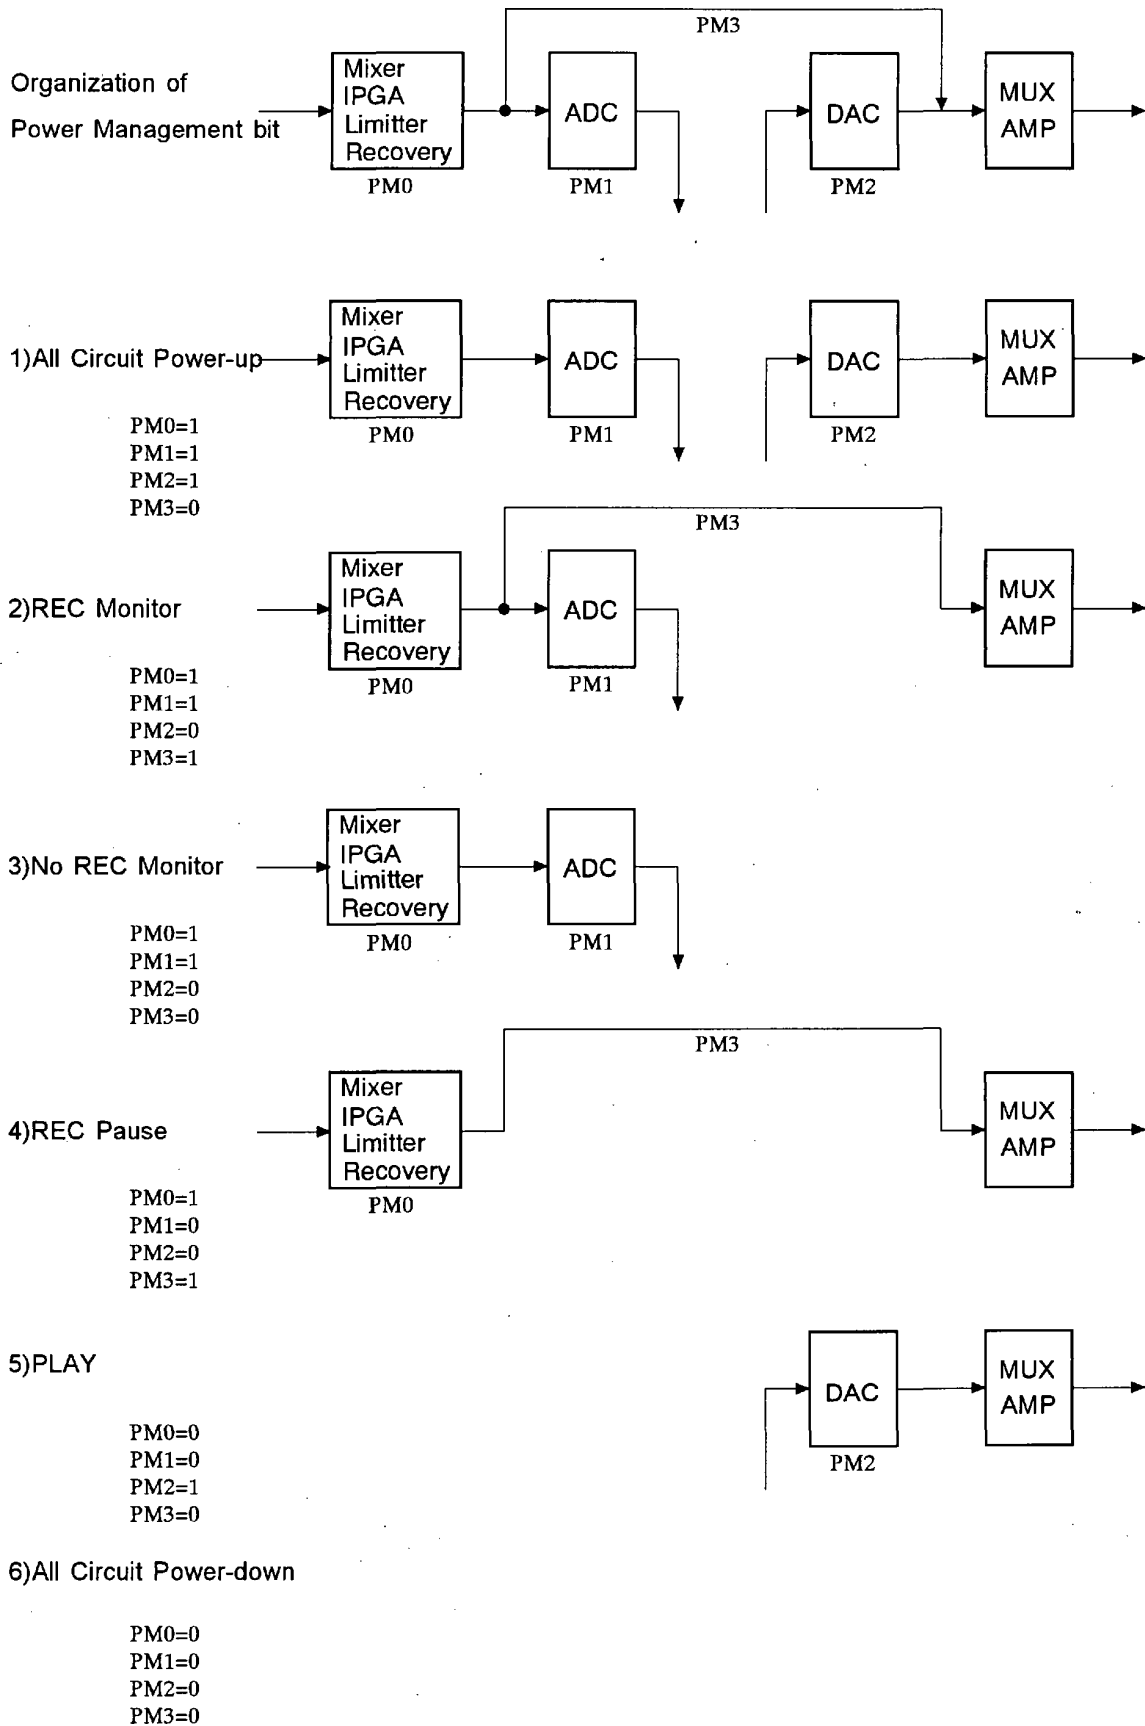 PM3
Organization of
Power Management bit
Mixer
IPGA
Limitter
Recovery
PM0
ADC
PM1
DAC
PM2
MUX
AMP
1)All Circuit Power-up
Mixer
IPGA
Limitter
Recovery
PM0
ADC
PM1
DAC
PM2
MUX
AMP
PM0=1
PM1=1
PM2=1
PM3=0
PM3
2)REC Monitor
Mixer
IPGA
Limitter
Recovery
PM0
ADC
PM1
MUX
AMP
PM0=1
PM1=1
PM2=0
PM3=1
3)No REC Monitor
Mixer
IPGA
Limitter
Recovery
PM0
ADC
PM1
PM0=1
PM1=1
PM2=0
PM3=0
PM3
4)REC Pause
Mixer
IPGA
Limitter
Recovery
PM0
MUX
AMP
PM0=1
PM1=0
PM2=0
PM3=1
5)PLAY
DAC
PM2
MUX
AMP
PM0=0
PM1=0
PM2=1
PM3=0
6)All Circuit Power-down
PM0=0
PM1=0
PM2=0
PM3=0